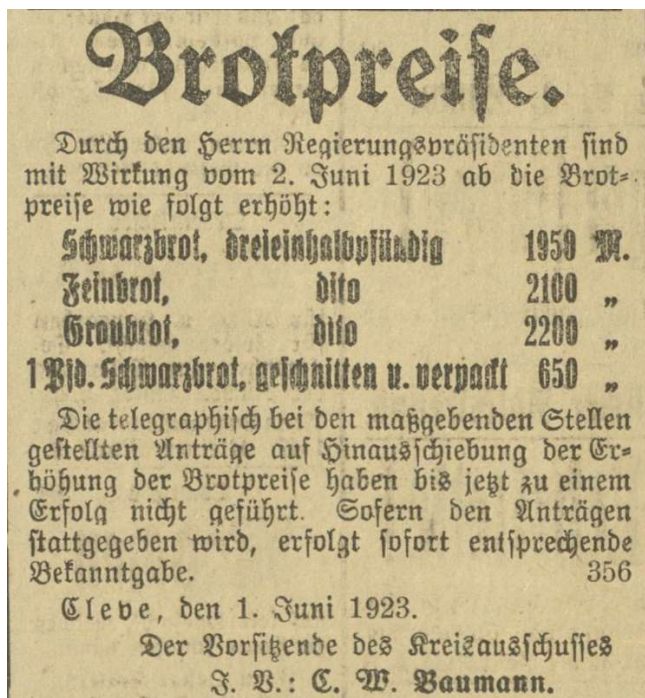 Brotpreise.
Durch den Herrn Regierungspräsidenten sind
mit Wirkung vom 2. Juni 1923 ab die Brot-
preise wie folgt erhöht:
Schwarzbrot, dreieinhalbpfündig 1950 M.
Feinbrot, dito 2100 „
Graubrot, dito 2200 „
1 Pfd. Schwarzbrot, geschnitten u. verpackt 650 „
Die telegraphisch bei den maßgebenden Stellen
gestellten Anträge auf Hinausschiebung der Er-
höhung der Brotpreise haben bis jetzt zu einem
Erfolg nicht geführt. Sofern den Anträgen
stattgegeben wird, erfolgt sofort entsprechende
Bekanntgabe. 356
Cleve, den 1. Juni 1923.
Der Vorsitzende des Kreisausschusses
J. V.: C. W. Baumann.